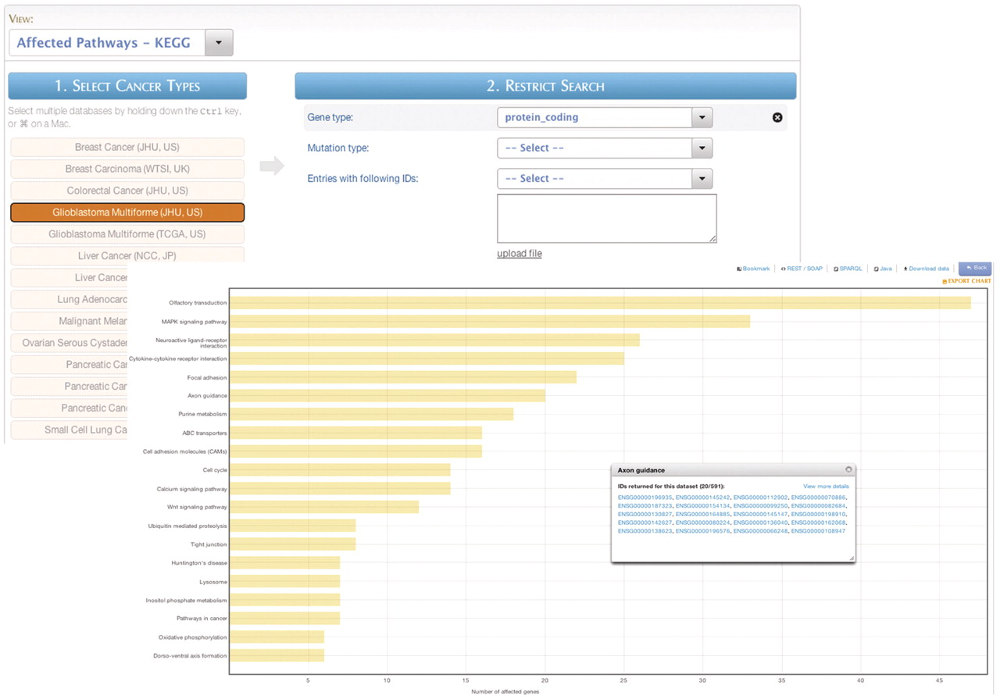 VIEW:
Affected Pathways – KEGG
1. SELECT CANCER TYPES
Select multiple databases by holding down the Ctrl key,
or ⌘ on a Mac.
Breast Cancer (JHU, US)
Breast Carcinoma (WTSI, UK)
Colorectal Cancer (JHU, US)
Glioblastoma Multiforme (JHU, US)
Glioblastoma Multiforme (TCGA, US)
Liver Cancer (NCC, JP)
Liver Cancer
Lung Adenocarc
Malignant Melan
Ovarian Serous Cystader
Pancreatic Can
Pancreatic Can
Pancreatic Canc
Small Cell Lung Ca
2. RESTRICT SEARCH
Gene type:
protein_coding
Mutation type:
-- Select --
Entries with following IDs:
-- Select --
upload file
Bookmark
REST / SOAP
SPARQL
Java
Download data
Back
EXPORT CHART
Olfactory transduction
MAPK signaling pathway
Neuroactive ligand-receptor
interaction
Cytokine-cytokine receptor interaction
Focal adhesion
Axon guidance
Purine metabolism
ABC transporters
Cell adhesion molecules (CAMs)
Cell cycle
Calcium signaling pathway
Wnt signaling pathway
Ubiquitin mediated proteolysis
Tight junction
Huntington's disease
Lysosome
Inositol phosphate metabolism
Pathways in cancer
Oxidative phosphorylation
Dorso-ventral axis formation
Axon guidance
IDs returned for this dataset (20/591):
View more details
ENSG00000196935, ENSG00000145242, ENSG00000112902, ENSG00000070886,
ENSG00000187323, ENSG00000154134, ENSG00000099250, ENSG00000082684,
ENSG00000130827, ENSG00000164885, ENSG00000145147, ENSG00000198910,
ENSG00000142627, ENSG00000080224, ENSG00000136040, ENSG00000162068,
ENSG00000138623, ENSG00000196576, ENSG00000066248, ENSG00000108947
5 10 15 20 25 30 35 40 45
Number of affected genes